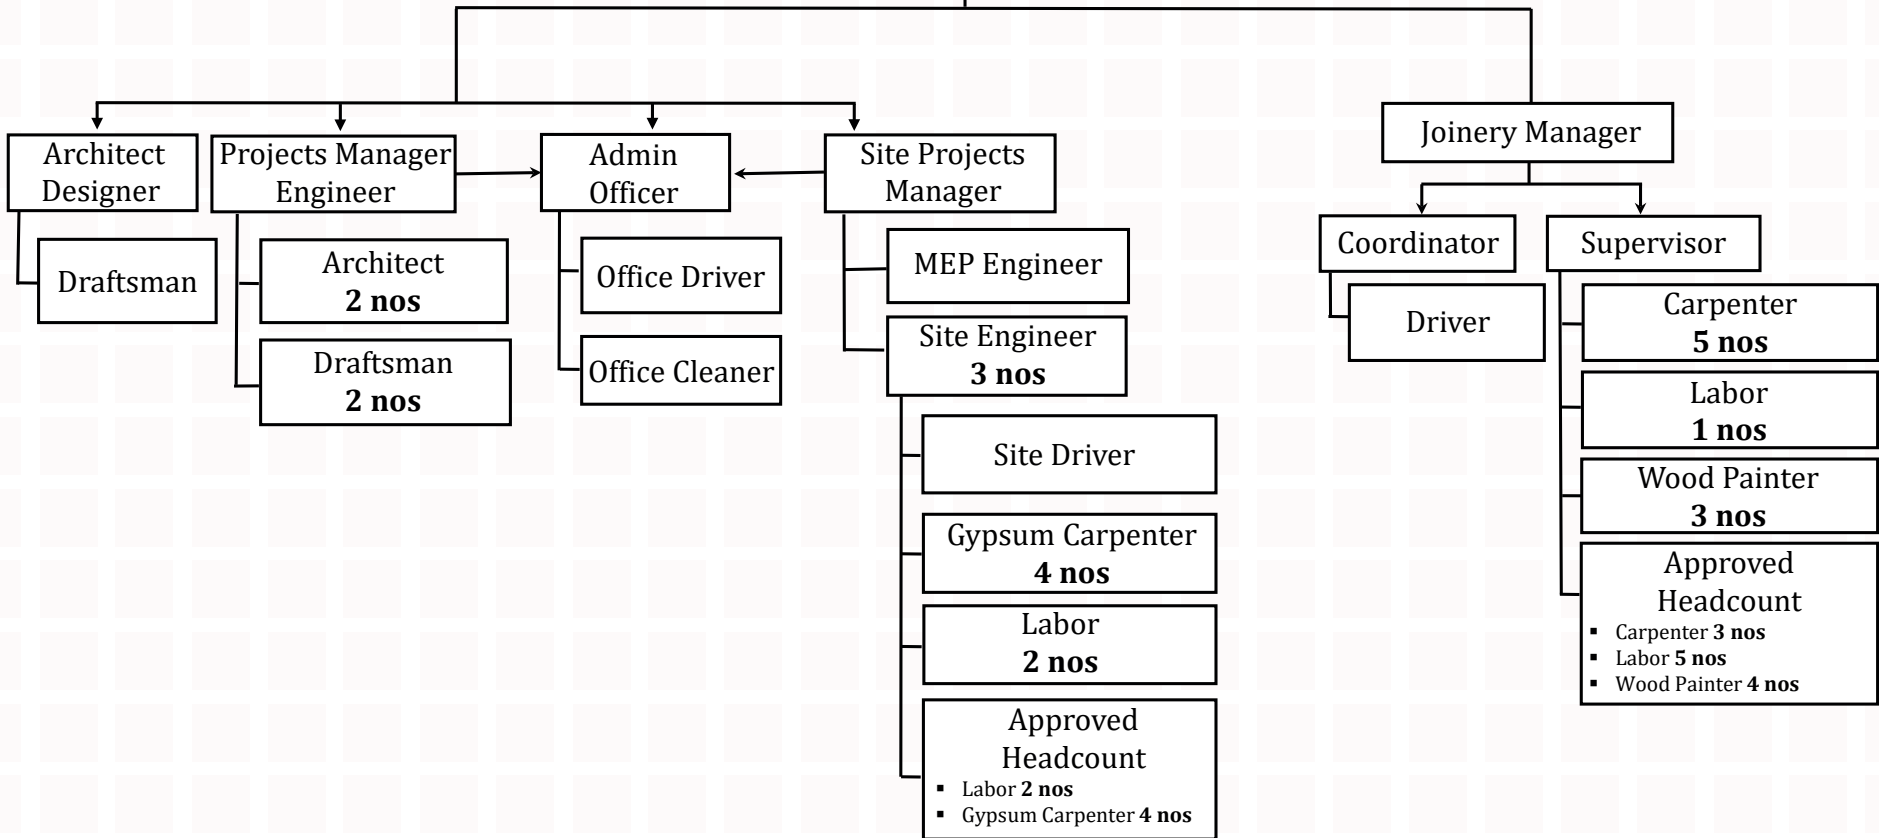 Architect
Designer
Draftsman
Projects Manager
Engineer
Architect
2 nos
Draftsman
2 nos
Admin
Officer
Office Driver
Office Cleaner
Site Projects
Manager
MEP Engineer
Site Engineer
3 nos
Site Driver
Gypsum Carpenter
4 nos
Labor
2 nos
Approved
Headcount
▪ Labor 2 nos
▪ Gypsum Carpenter 4 nos
Joinery Manager
Coordinator
Driver
Supervisor
Carpenter
5 nos
Labor
1 nos
Wood Painter
3 nos
Approved
Headcount
▪ Carpenter 3 nos
▪ Labor 5 nos
▪ Wood Painter 4 nos